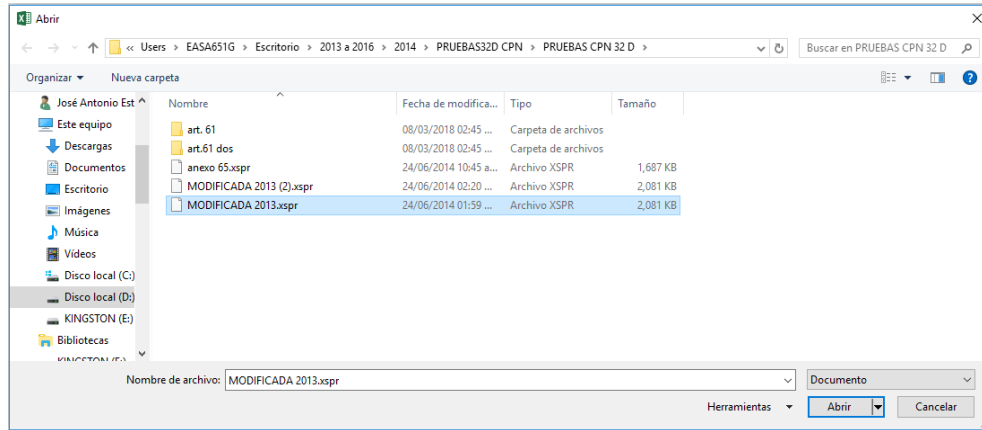 Abrir
« Users › EASA651G › Escritorio › 2013 a 2016 › 2014 › PRUEBAS32D CPN › PRUEBAS CPN 32 D ›
Buscar en PRUEBAS CPN 32 D
Organizar
Nueva carpeta
José Antonio Est
Este equipo
Descargas
Documentos
Escritorio
Imágenes
Música
Vídeos
Disco local (C:)
Disco local (D:)
KINGSTON (E:)
Bibliotecas
KINGSTON (E:)
Nombre Fecha de modifica... Tipo Tamaño
art. 61 08/03/2018 02:45 ... Carpeta de archivos
art.61 dos 08/03/2018 02:45 ... Carpeta de archivos
anexo 65.xspr 24/06/2014 10:45 a... Archivo XSPR 1,687 KB
MODIFICADA 2013 (2).xspr 24/06/2014 02:20 ... Archivo XSPR 2,081 KB
MODIFICADA 2013.xspr 24/06/2014 01:59 ... Archivo XSPR 2,081 KB
Nombre de archivo: MODIFICADA 2013.xspr
Documento
Herramientas
Abrir
Cancelar